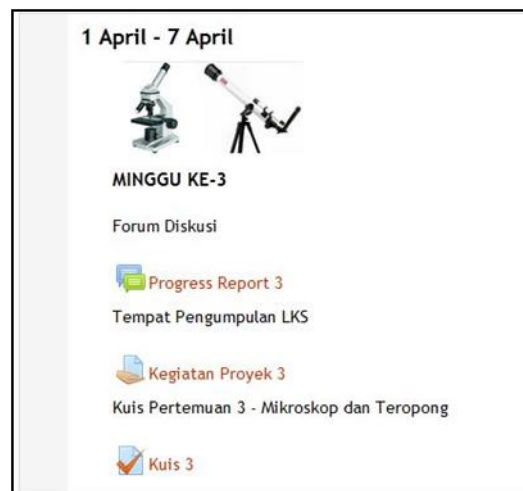 1 April - 7 April
MINGGU KE-3
Forum Diskusi
Progress Report 3
Tempat Pengumpulan LKS
Kegiatan Proyek 3
Kuis Pertemuan 3 - Mikroskop dan Teropong
Kuis 3